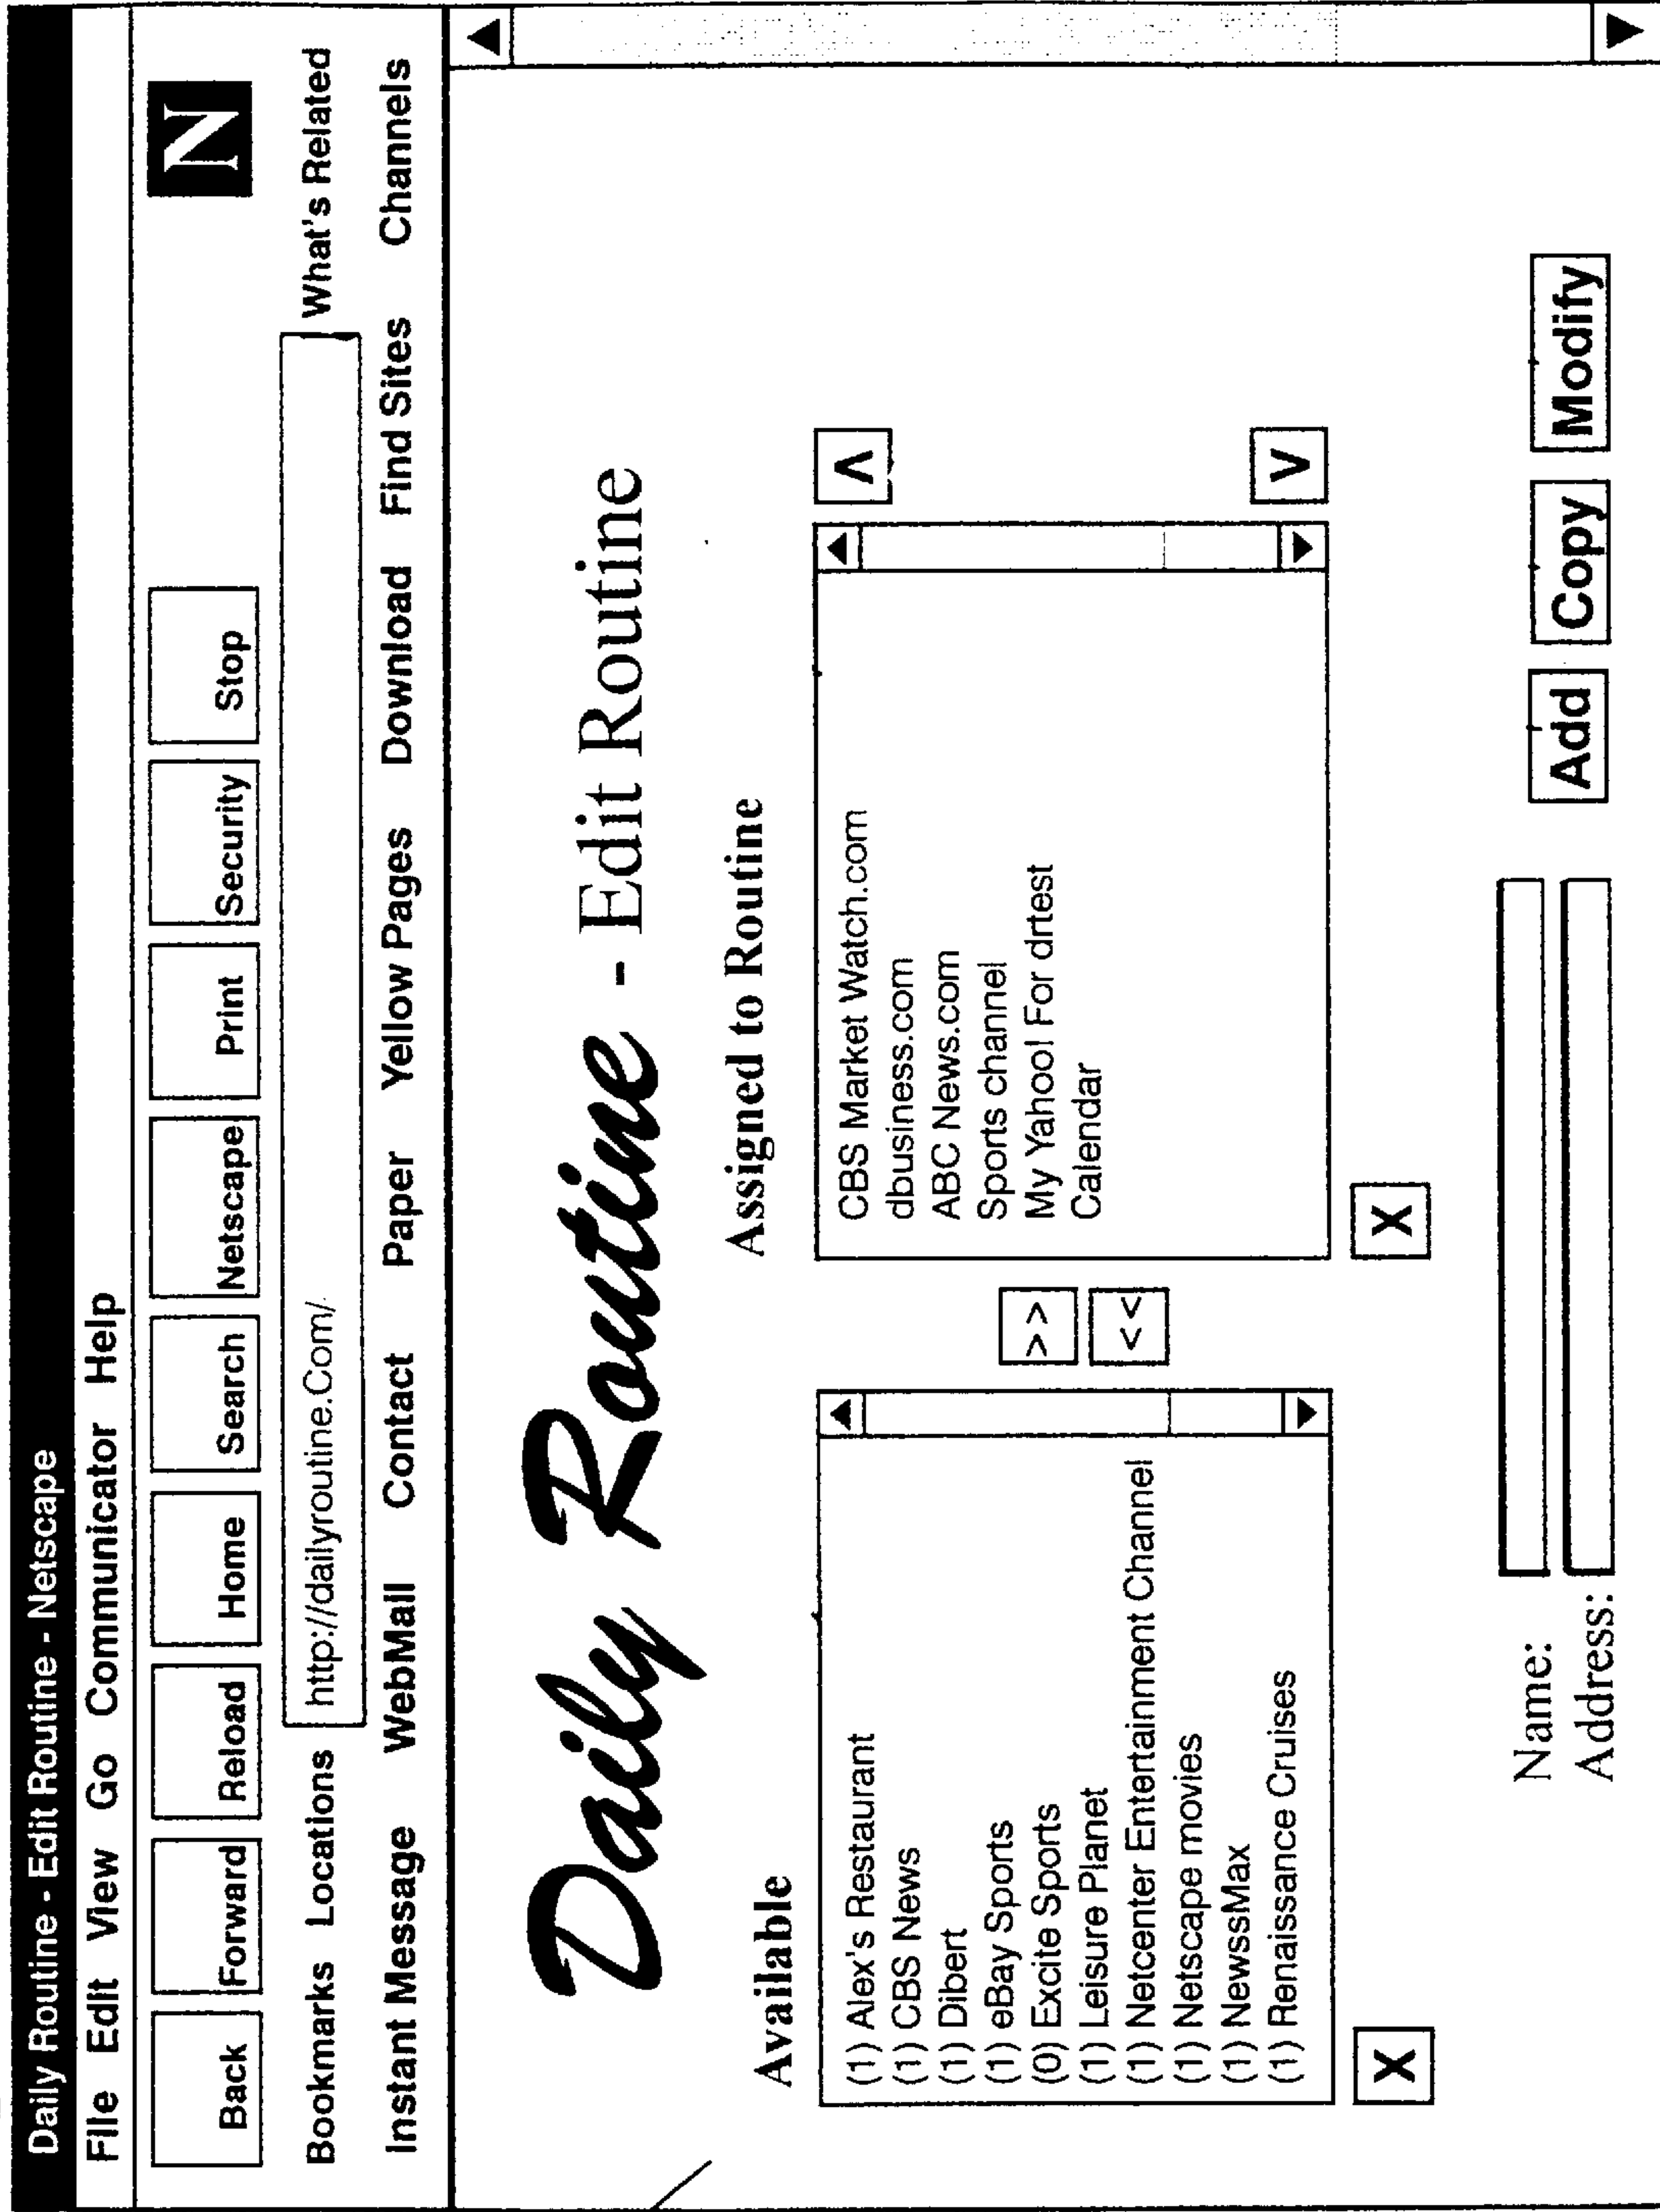 Daily Routine - Edit Routine - Netscape
File Edit View Go Communicator Help
Back Forward Reload Home Search Netscape Print Security Stop N
Bookmarks Locations http://dailyroutine.Com/ What's Related
Instant Message WebMail Contact Paper Yellow Pages Download Find Sites Channels
Daily Routine - Edit Routine
Available
(1) Alex's Restaurant
(1) CBS News
(1) Dibert
(1) eBay Sports
(0) Excite Sports
(1) Leisure Planet
(1) Netcenter Entertainment Channel
(1) Netscape movies
(1) NewssMax
(1) Renaissance Cruises
X
>>
<<
Assigned to Routine
CBS Market Watch.com
dbusiness.com
ABC News.com
Sports channel
My Yahoo! For drtest
Calendar
X
Λ
V
Name:
Address:
Add Copy Modify